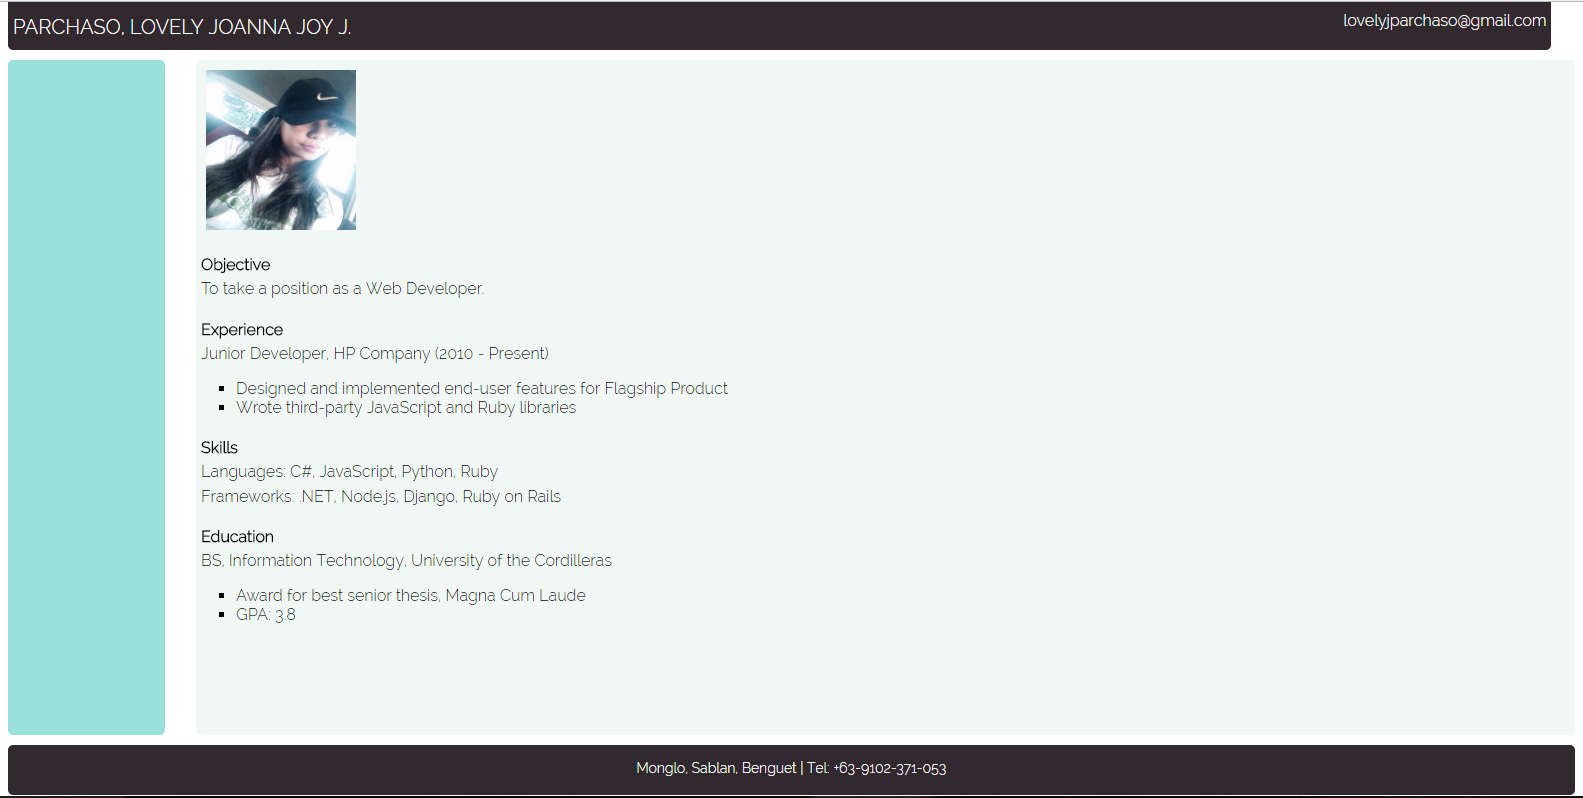 PARCHASO, LOVELY JOANNA JOY J.
lovelyjparchaso@gmail.com
Objective
To take a position as a Web Developer.
Experience
Junior Developer, HP Company (2010 - Present)
Designed and implemented end-user features for Flagship Product
Wrote third-party JavaScript and Ruby libraries
Skills
Languages: C#, JavaScript, Python, Ruby
Frameworks: .NET, Node.js, Django, Ruby on Rails
Education
BS, Information Technology, University of the Cordilleras
Award for best senior thesis, Magna Cum Laude
GPA: 3.8
Monglo, Sablan, Benguet | Tel: +63-9102-371-053